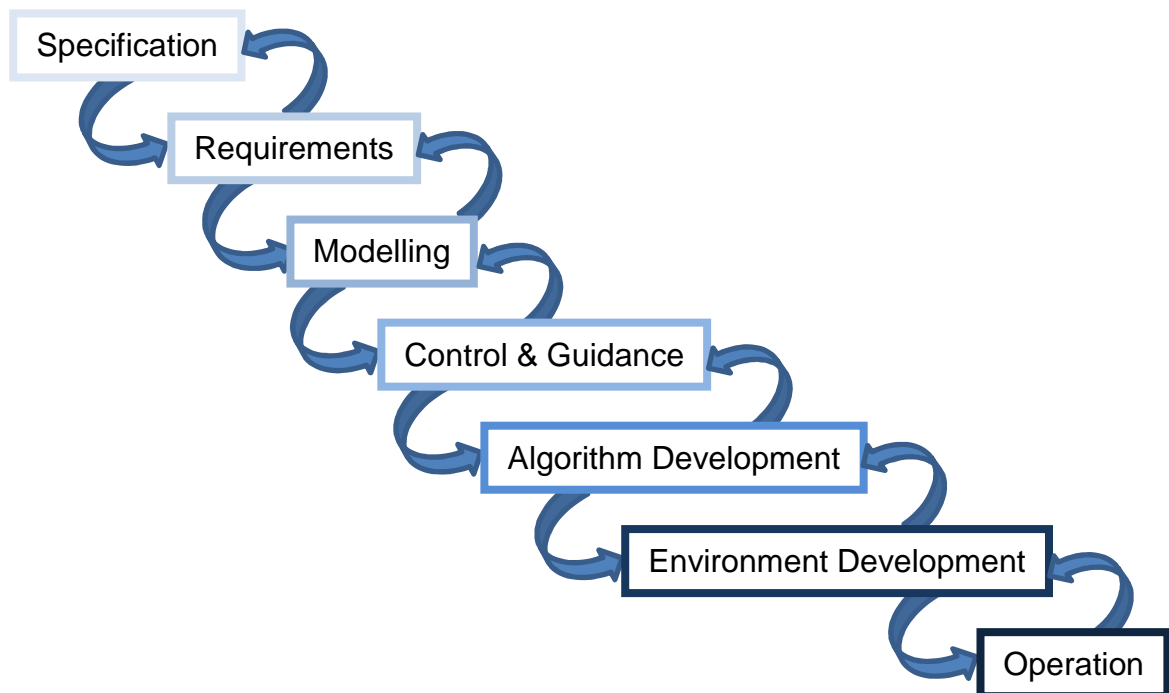 Specification
Requirements
Modelling
Control & Guidance
Algorithm Development
Environment Development
Operation